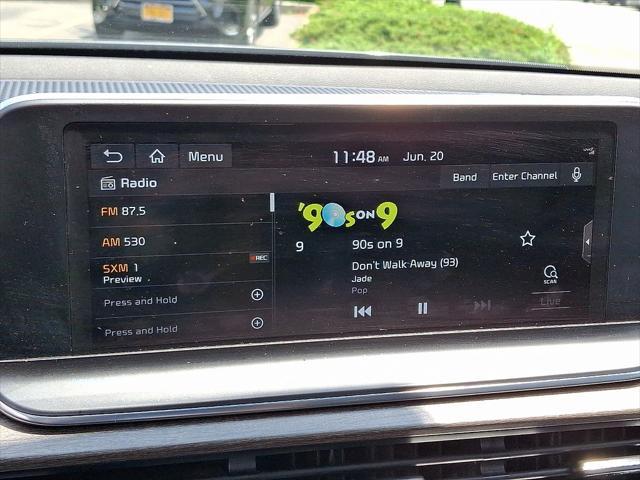 Menu
11:48 AM Jun. 20
Radio
Band
Enter Channel
FM 87.5
AM 530
SXM 1
REC
Preview
Press and Hold
Press and Hold
'90s ON 9
9
90s on 9
Don't Walk Away (93)
Jade
Pop
SCAN
Live